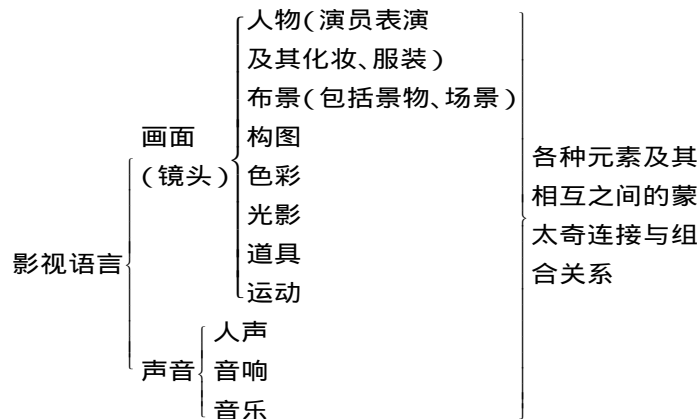 影视语言
画面
(镜头)
人物(演员表演
及其化妆、服装)
布景(包括景物、场景)
构图
色彩
光影
道具
运动
声音
人声
音响
音乐
各种元素及其
相互之间的蒙
太奇连接与组
合关系